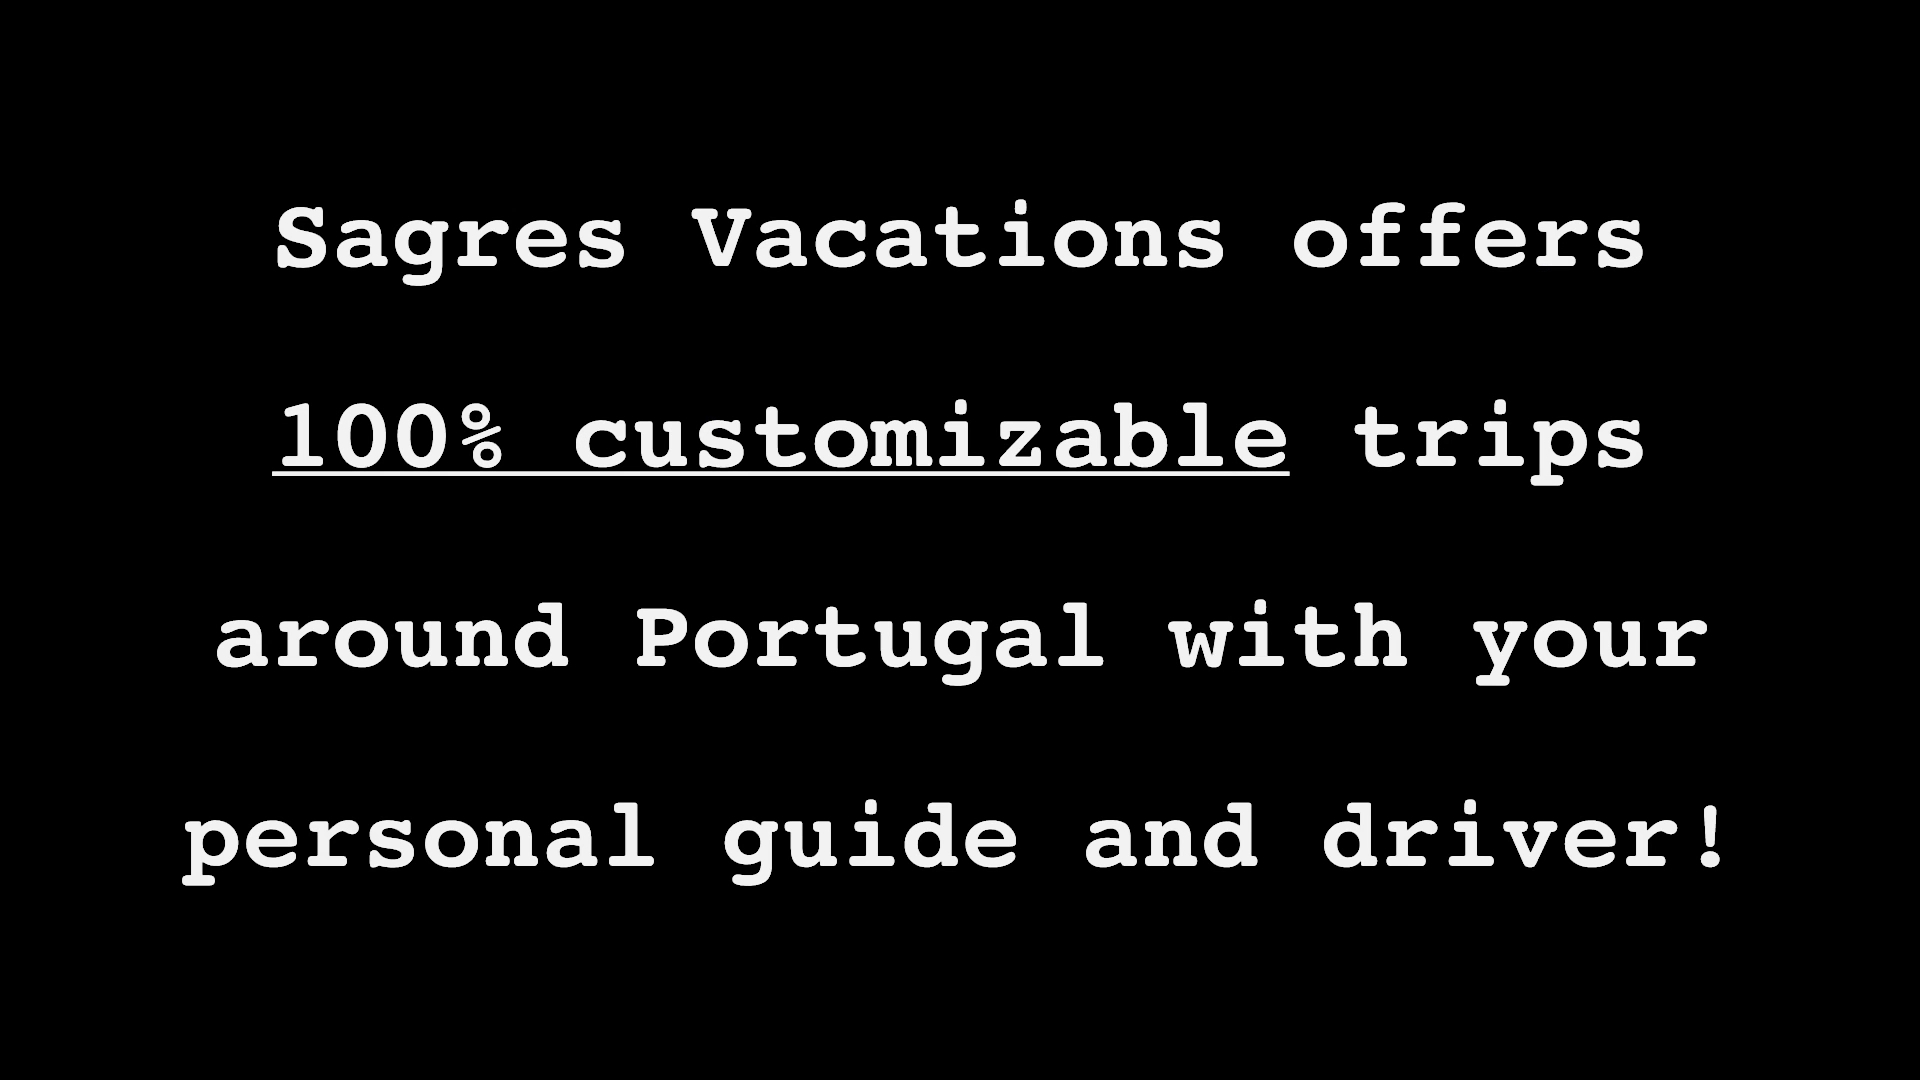 Sagres Vacations offers
100% customizable trips
around Portugal with your
personal guide and driver!